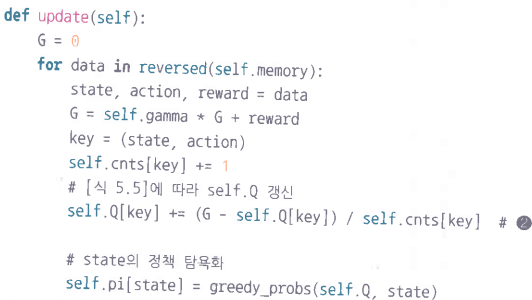 def update(self):
    G = 0
    for data in reversed(self.memory):
        state, action, reward = data
        G = self.gamma * G + reward
        key = (state, action)
        self.cnts[key] += 1
        # [식 5.5]에 따라 self.Q 갱신
        self.Q[key] += (G - self.Q[key]) / self.cnts[key]  # ❷
        # state의 정책 탐욕화
        self.pi[state] = greedy_probs(self.Q, state)